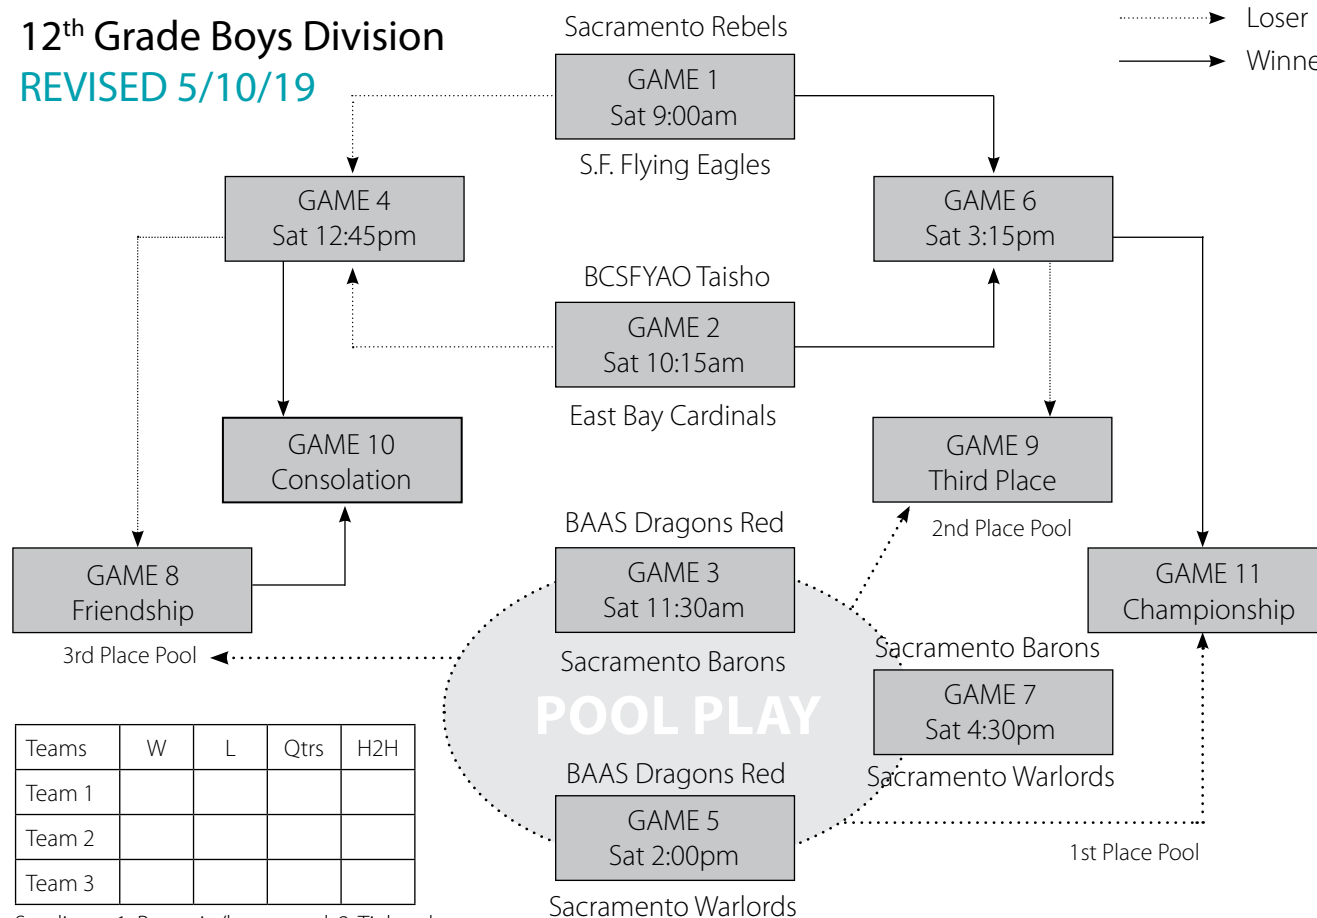 12th Grade Boys Division
REVISED 5/10/19
Loser
Sacramento Rebels
GAME 1
Sat 9:00am
S.F. Flying Eagles
GAME 4
Sat 12:45pm
GAME 6
Sat 3:15pm
BCSFYAO Taisho
GAME 2
Sat 10:15am
East Bay Cardinals
GAME 10
Consolation
GAME 9
Third Place
2nd Place Pool
BAAS Dragons Red
GAME 3
Sat 11:30am
Sacramento Barons
GAME 8
Friendship
3rd Place Pool
GAME 11
Championship
Sacramento Barons
GAME 7
Sat 4:30pm
Sacramento Warlords
POOL PLAY
BAAS Dragons Red
GAME 5
Sat 2:00pm
Sacramento Warlords
1st Place Pool
Teams W L Qtrs H2H
Team 1
Team 2
Team 3